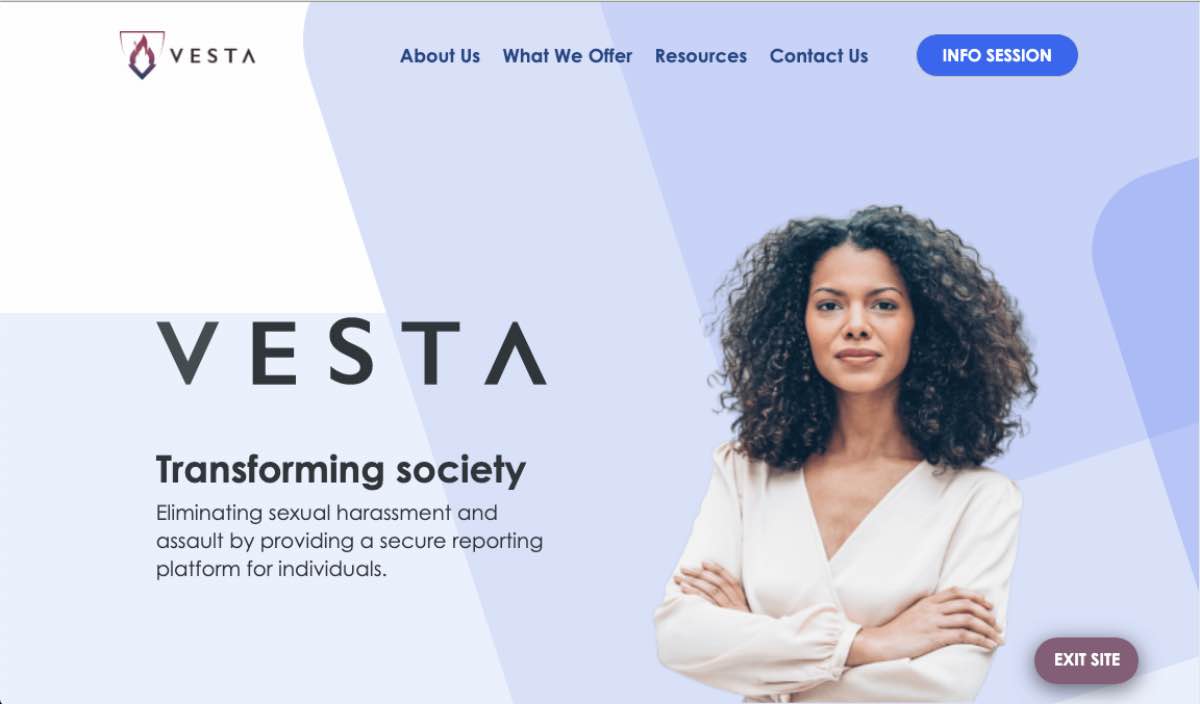 VESTA
About Us What We Offer Resources Contact Us INFO SESSION
VESTA
Transforming society
Eliminating sexual harassment and
assault by providing a secure reporting
platform for individuals.
EXIT SITE